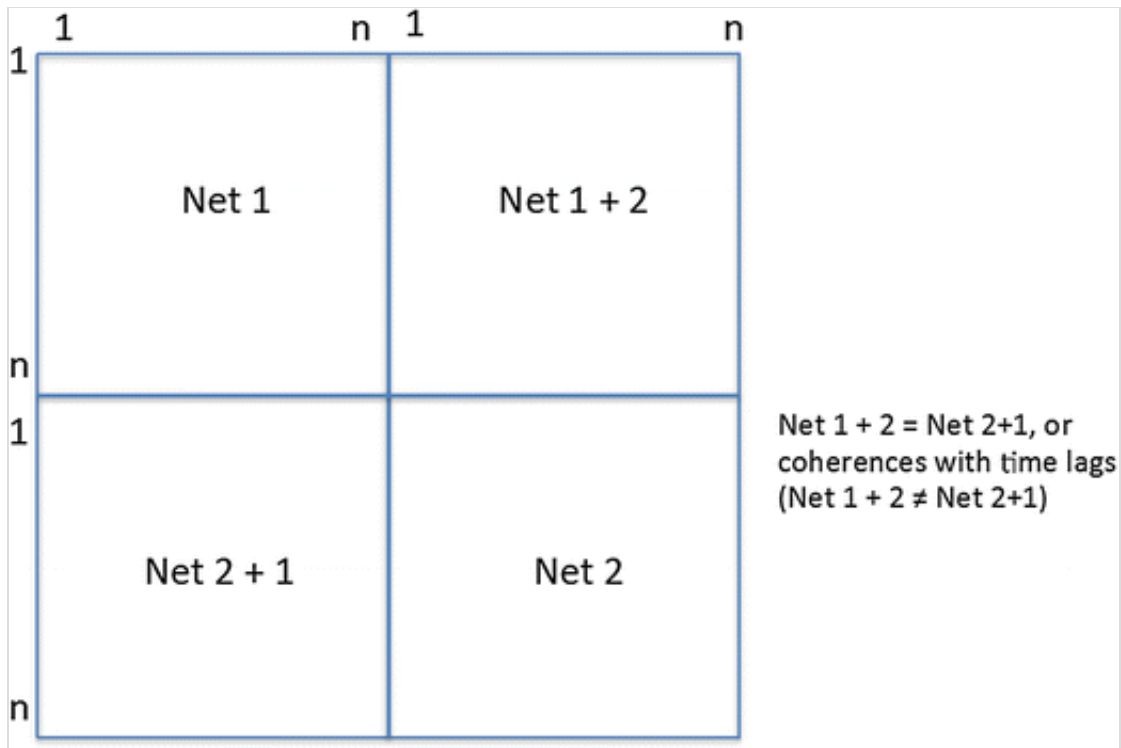 1 n 1 n
1
Net 1 Net 1 + 2
n
1
Net 1 + 2 = Net 2+1, or
coherences with time lags
(Net 1 + 2 ≠ Net 2+1)
Net 2 + 1 Net 2
n